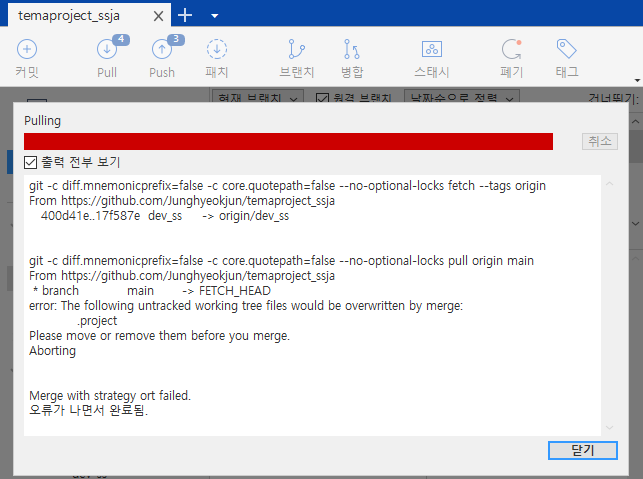 temaproject_ssja
4
3
커밋
Pull
Push
패치
브랜치
병합
스태시
폐기
태그
현재 브랜치
원격 브랜치
날짜순으로 정렬
건너뛰기:
Pulling
취소
출력 전부 보기
git -c diff.mnemonicprefix=false -c core.quotepath=false --no-optional-locks fetch --tags origin
From https://github.com/Junghyeokjun/temaproject_ssja
400d41e..17f587e dev_ss -> origin/dev_ss
git -c diff.mnemonicprefix=false -c core.quotepath=false --no-optional-locks pull origin main
From https://github.com/Junghyeokjun/temaproject_ssja
* branch main -> FETCH_HEAD
error: The following untracked working tree files would be overwritten by merge:
.project
Please move or remove them before you merge.
Aborting
Merge with strategy ort failed.
오류가 나면서 완료됨.
닫기
dev_ss